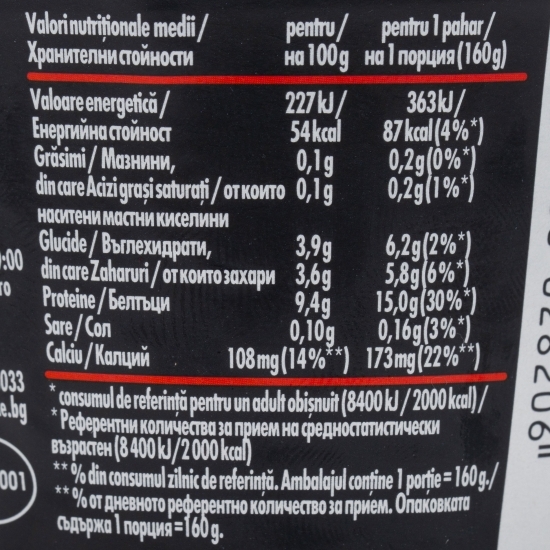 Valori nutriționale medii / pentru / pentru 1 pahar /
Хранителни стойности на 100g на 1 порция (160g)
Valoare energetică / 227 kJ / 363 kJ /
Енергийна стойност 54 kcal 87 kcal (4%*)
Grăsimi / Мазнини, 0,1g 0,2g (0%*)
din care Acizi grași saturați / от които 0,1g 0,2g (1%*)
наситени мастни киселини
Glucide / Въглехидрати, 3,9g 6,2g (2%*)
din care Zaharuri / от които захари 3,6g 5,8g (6%*)
Proteine / Белтъци 9,4g 15,0g (30%*)
Sare / Сол 0,10g 0,16g (3%*)
Calciu / Калций 108 mg (14%**) 173 mg (22%**)
* consumul de referință pentru un adult obișnuit (8400 kJ / 2000 kcal) /
* Референтни количества за прием на средностатистически
възрастен (8 400 kJ / 2 000 kcal)
** % din consumul zilnic de referință. Ambalajul conține 1 porție = 160 g. /
** % от дневното референтно количество за прием. Опаковката
съдържа 1 порция = 160 g.
:00
го
033
e.bg
001